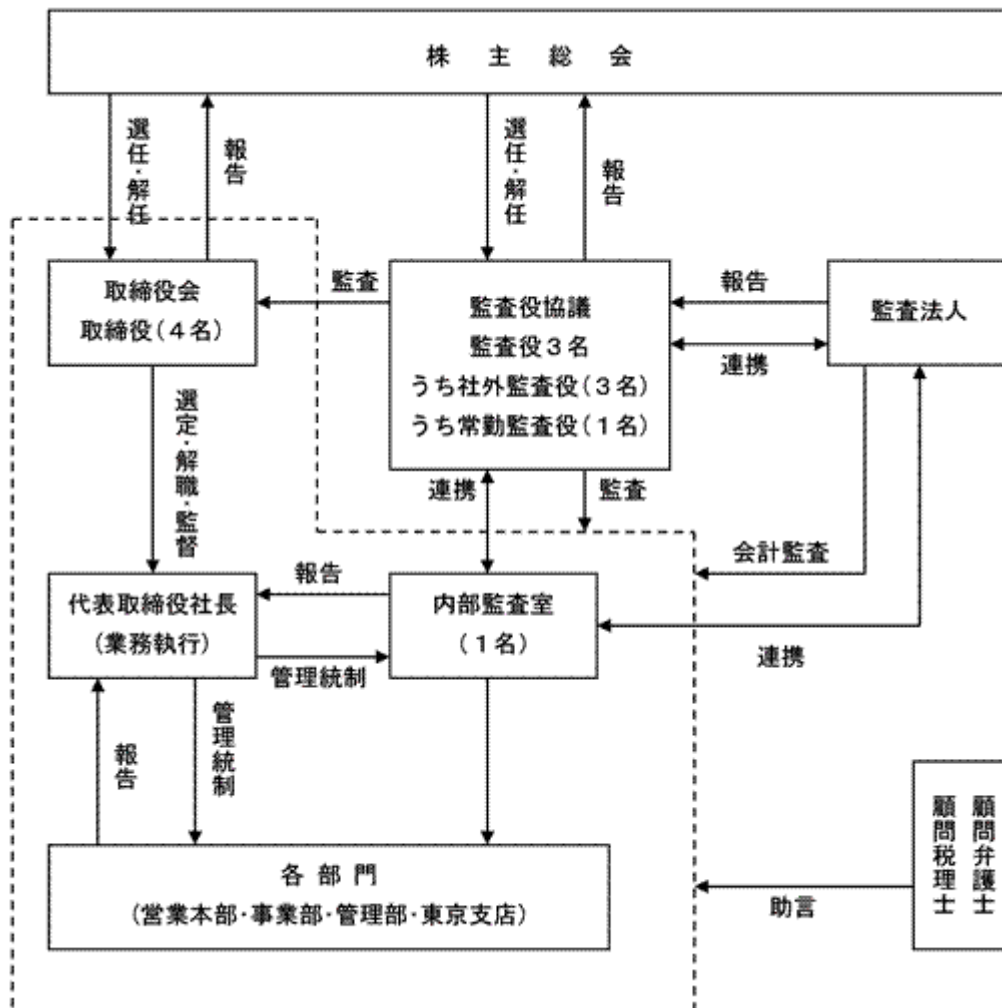 株主総会
選任・解任
報告
選任・解任
報告
取締役会
取締役(4名)
監査
監査役協議
監査役3名
うち社外監査役(3名)
うち常勤監査役(1名)
報告
連携
監査法人
選定・解職・監督
連携
監査
会計監査
代表取締役社長
(業務執行)
報告
管理統制
内部監査室
(1名)
連携
報告
管理統制
各部門
(営業本部・事業部・管理部・東京支店)
助言
顧問弁護士
顧問税理士